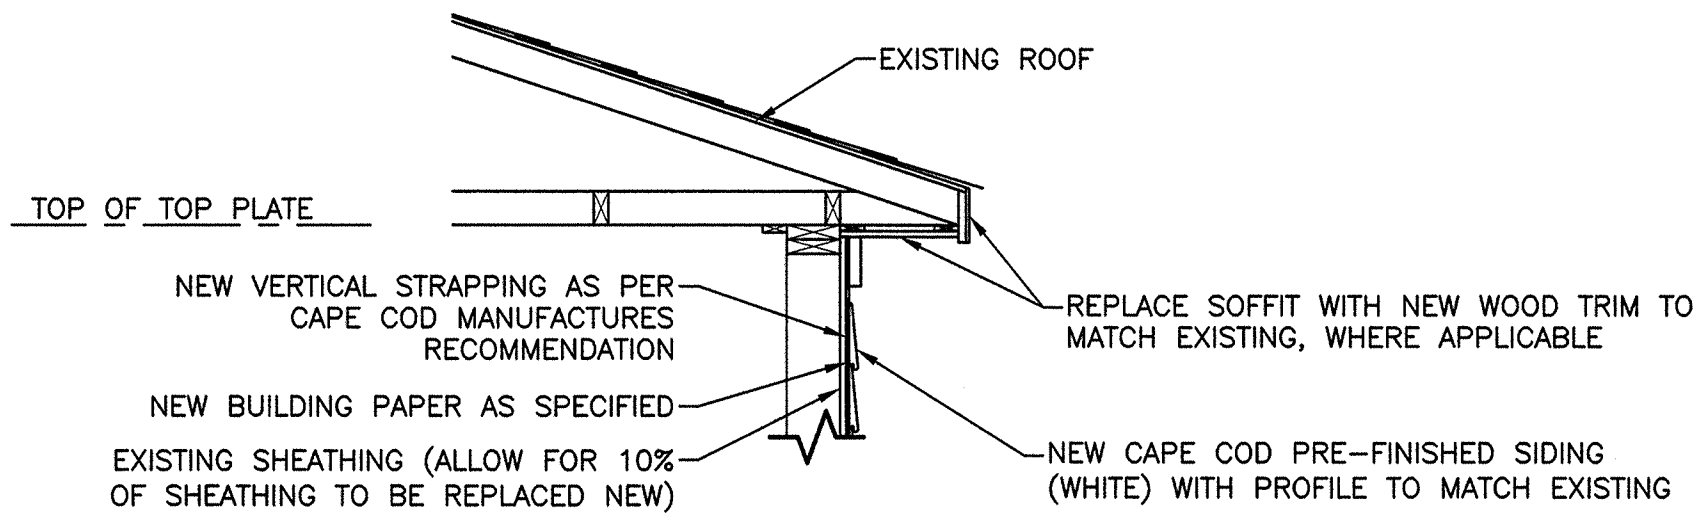 EXISTING ROOF
TOP OF TOP PLATE
NEW VERTICAL STRAPPING AS PER
CAPE COD MANUFACTURES
RECOMMENDATION
REPLACE SOFFIT WITH NEW WOOD TRIM TO
MATCH EXISTING, WHERE APPLICABLE
NEW BUILDING PAPER AS SPECIFIED
EXISTING SHEATHING (ALLOW FOR 10%
OF SHEATHING TO BE REPLACED NEW)
NEW CAPE COD PRE-FINISHED SIDING
(WHITE) WITH PROFILE TO MATCH EXISTING